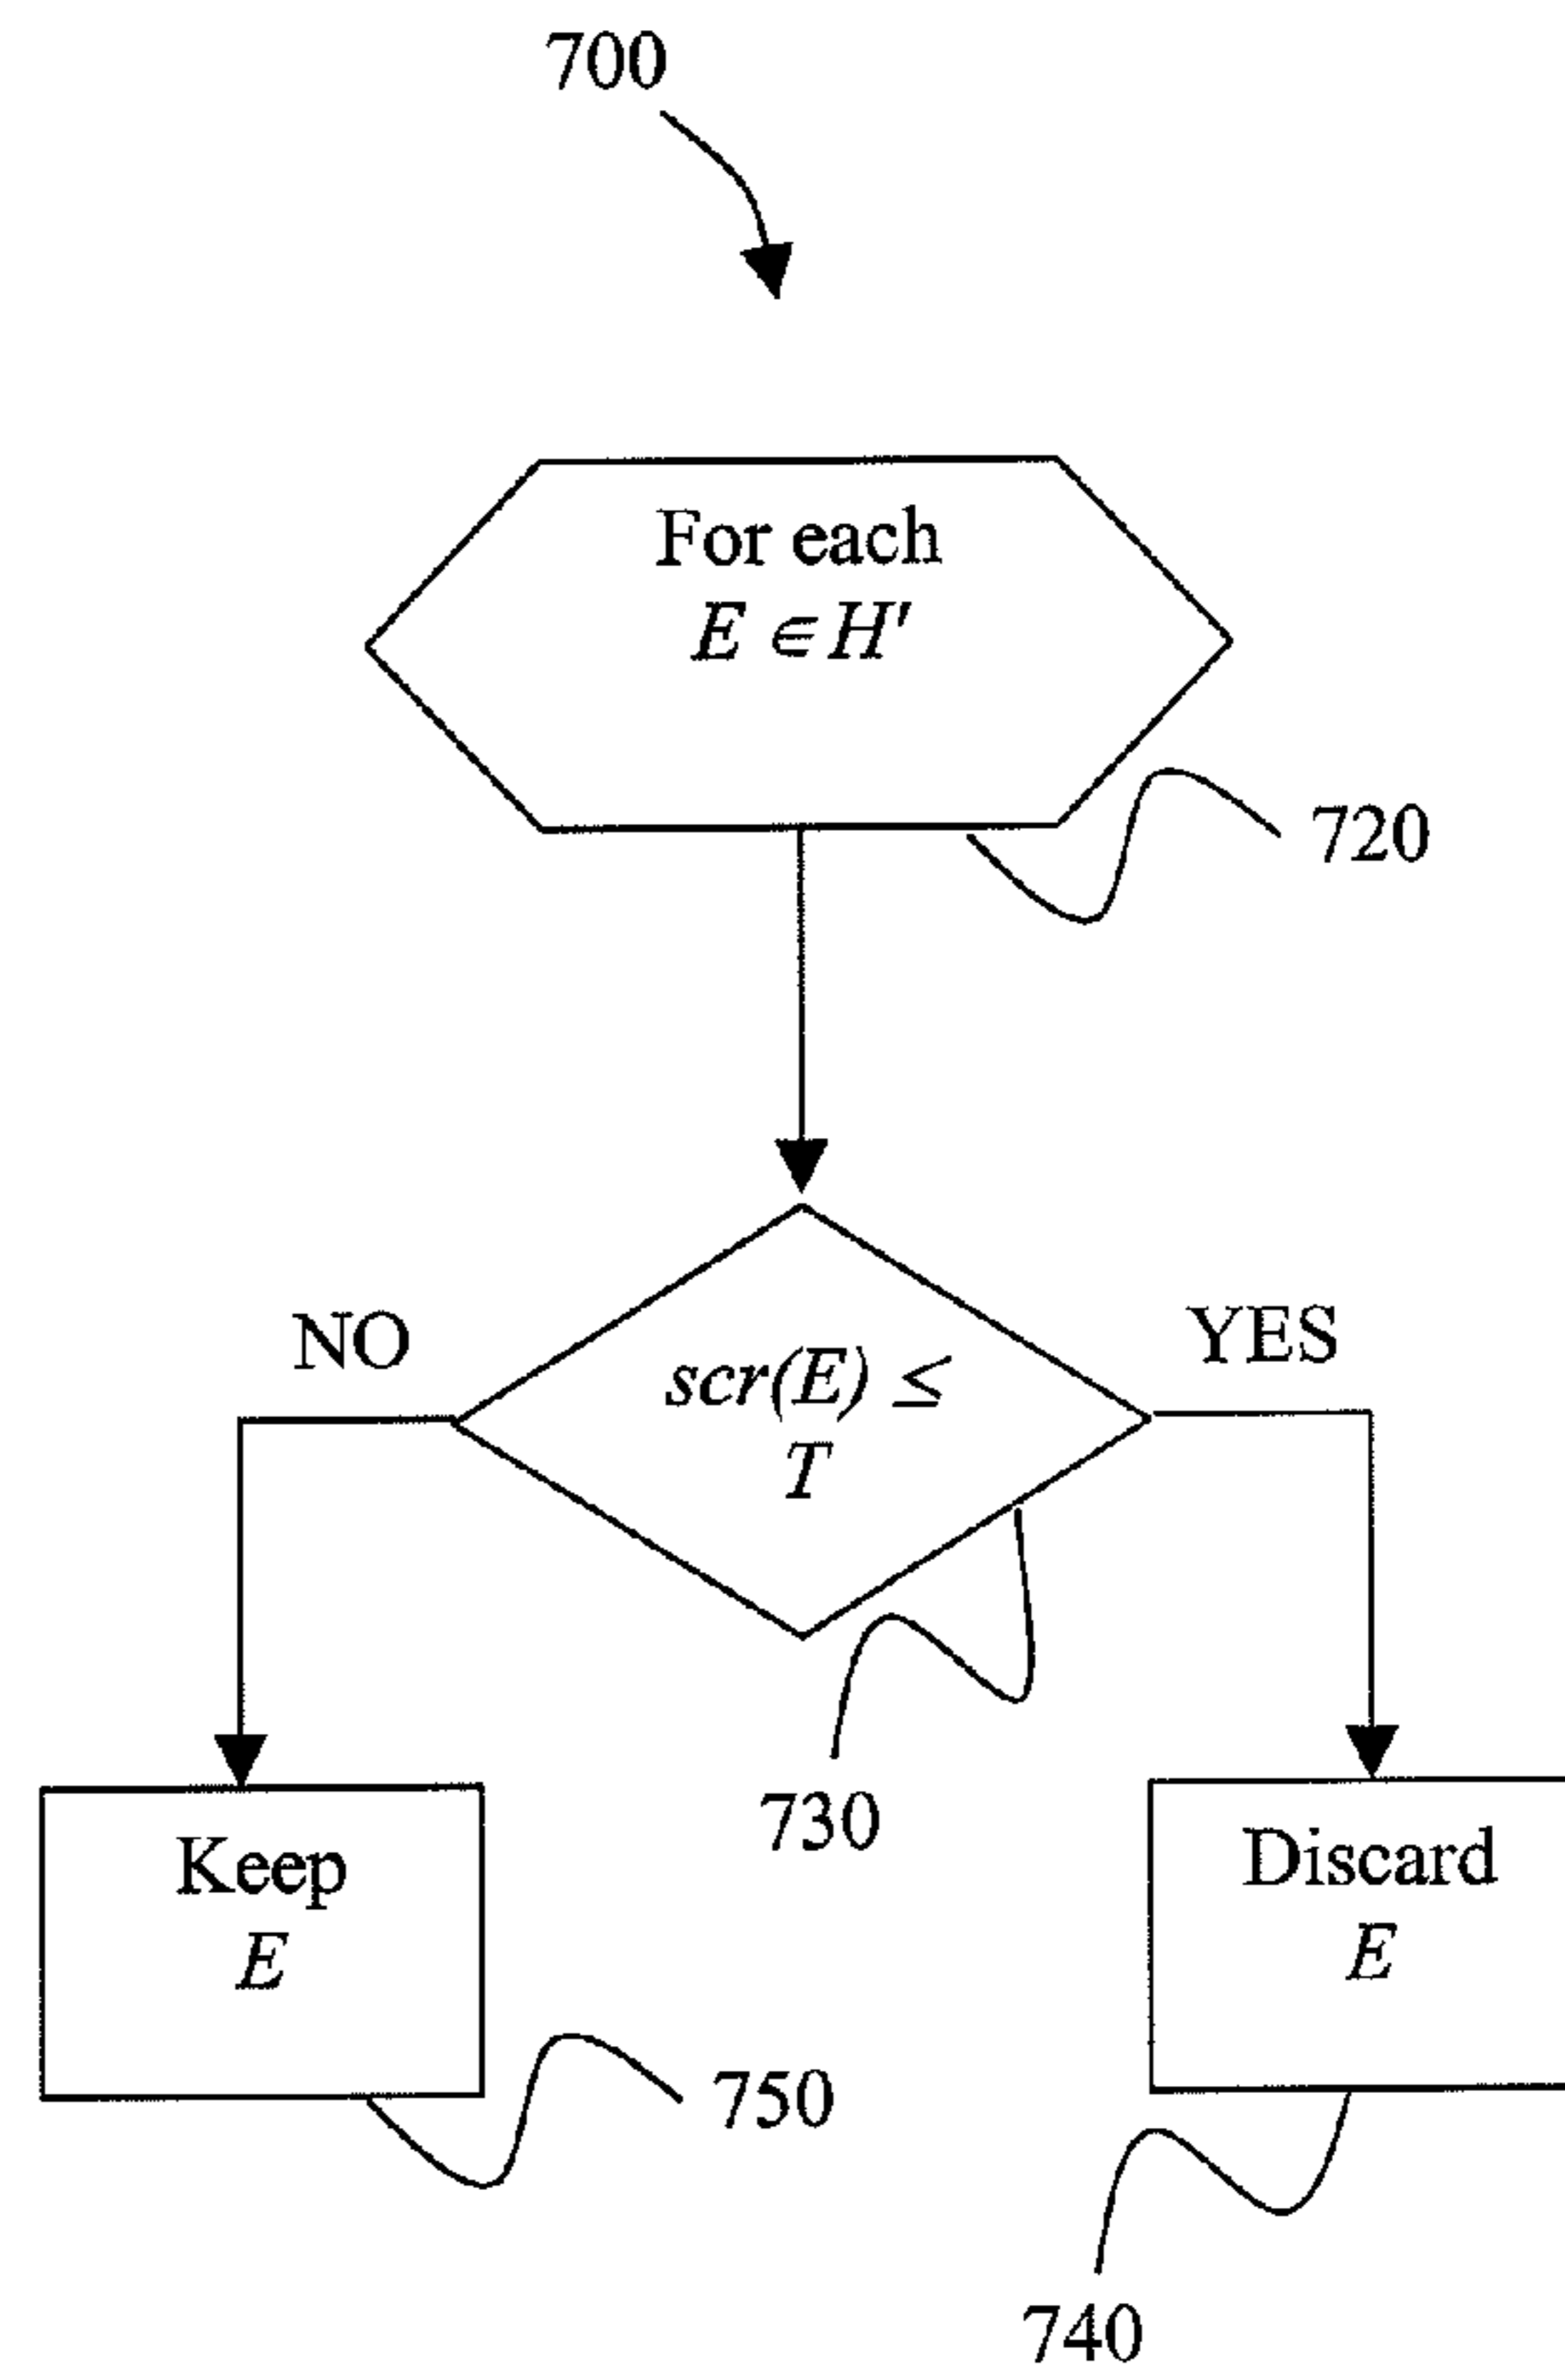 700
For each
E ∈ H'
720
NO
YES
scr(E) ≤
T
730
Keep
E
Discard
E
750
740